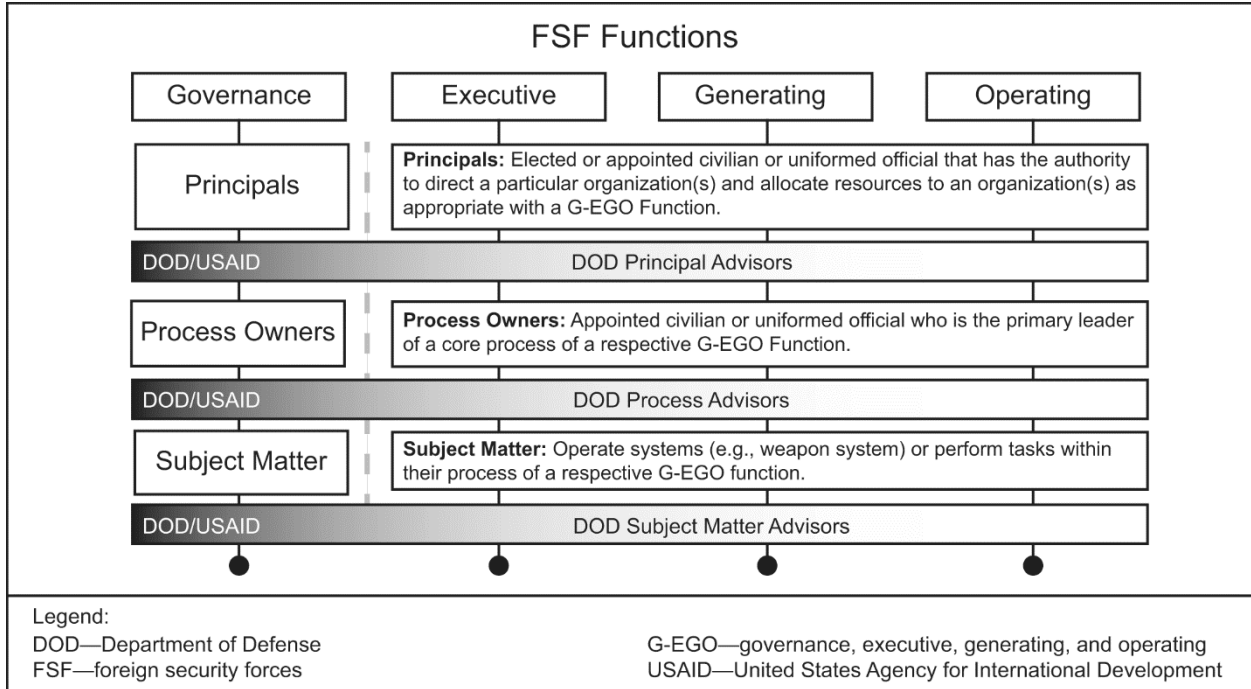 FSF Functions
Governance
Executive
Generating
Operating
Principals
Principals: Elected or appointed civilian or uniformed official that has the authority
to direct a particular organization(s) and allocate resources to an organization(s) as
appropriate with a G-EGO Function.
DOD/USAID
DOD Principal Advisors
Process Owners
Process Owners: Appointed civilian or uniformed official who is the primary leader
of a core process of a respective G-EGO Function.
DOD/USAID
DOD Process Advisors
Subject Matter
Subject Matter: Operate systems (e.g., weapon system) or perform tasks within
their process of a respective G-EGO function.
DOD/USAID
DOD Subject Matter Advisors
Legend:
DOD—Department of Defense
FSF—foreign security forces
G-EGO—governance, executive, generating, and operating
USAID—United States Agency for International Development